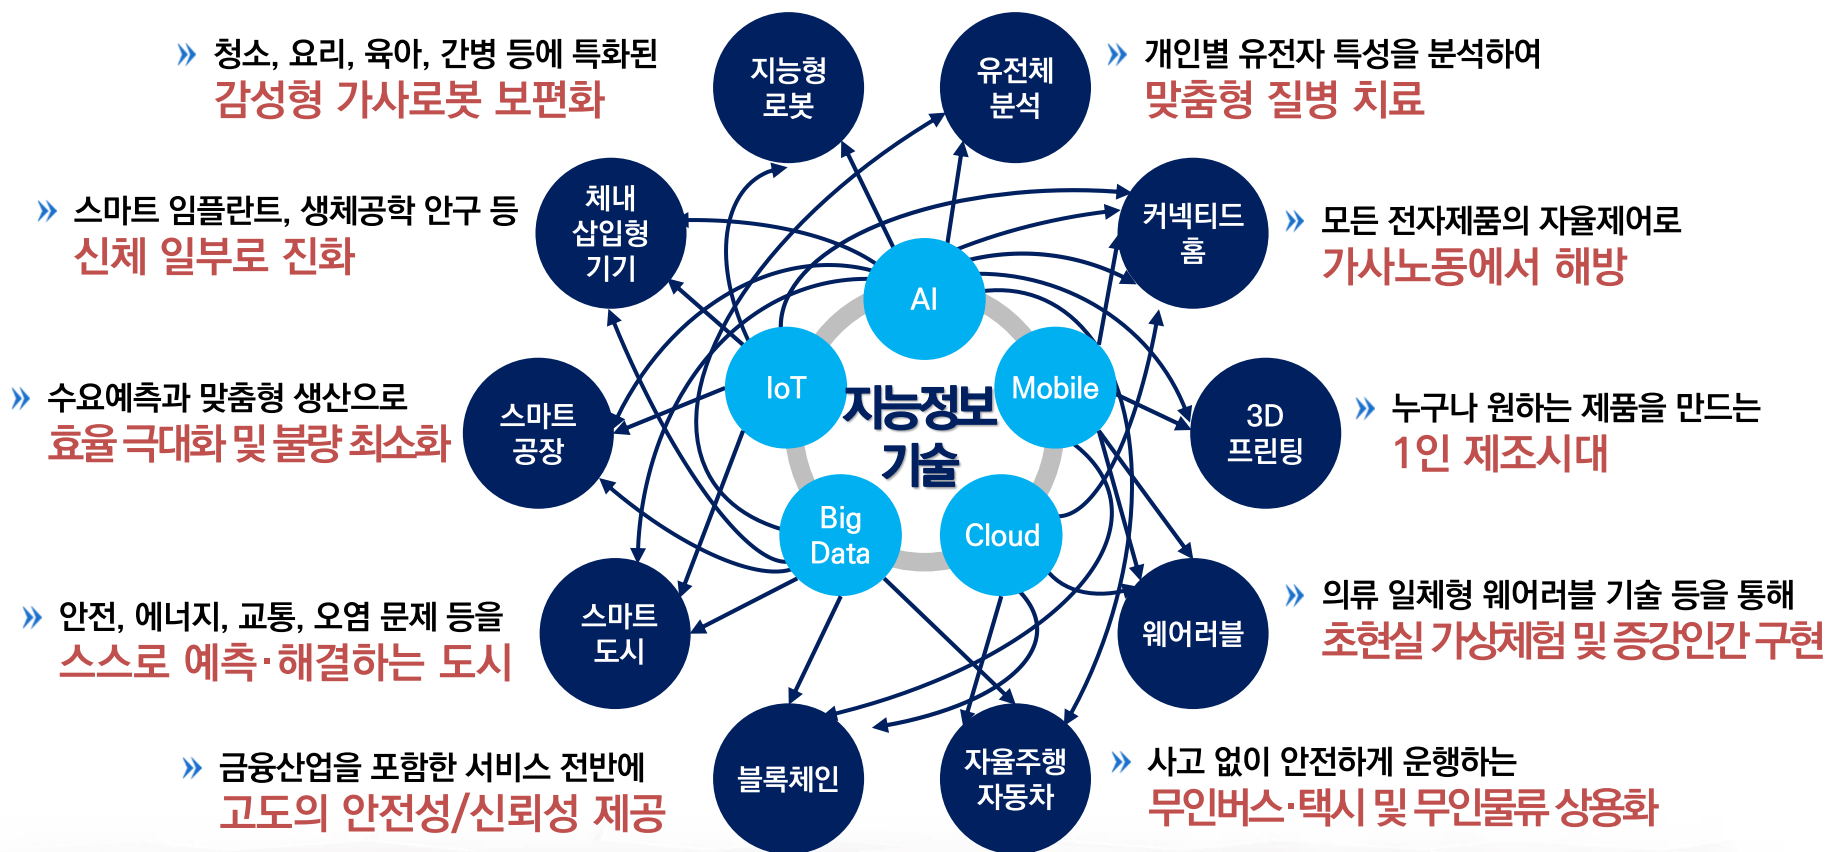 청소, 요리, 육아, 간병 등에 특화된
감성형 가사로봇 보편화
지능형
로봇
유전체
분석
개인별 유전자 특성을 분석하여
맞춤형 질병 치료
스마트 임플란트, 생체공학 안구 등
신체 일부로 진화
체내
삽입형
기기
커넥티드
홈
모든 전자제품의 자율제어로
가사노동에서 해방
AI
IoT
Mobile
지능정보
기술
Big
Data
Cloud
수요예측과 맞춤형 생산으로
효율 극대화 및 불량 최소화
스마트
공장
3D
프린팅
누구나 원하는 제품을 만드는
1인 제조시대
안전, 에너지, 교통, 오염 문제 등을
스스로 예측·해결하는 도시
스마트
도시
웨어러블
의류 일체형 웨어러블 기술 등을 통해
초현실 가상체험 및 증강인간 구현
금융산업을 포함한 서비스 전반에
고도의 안전성/신뢰성 제공
블록체인
자율주행
자동차
사고 없이 안전하게 운행하는
무인버스·택시 및 무인물류 상용화